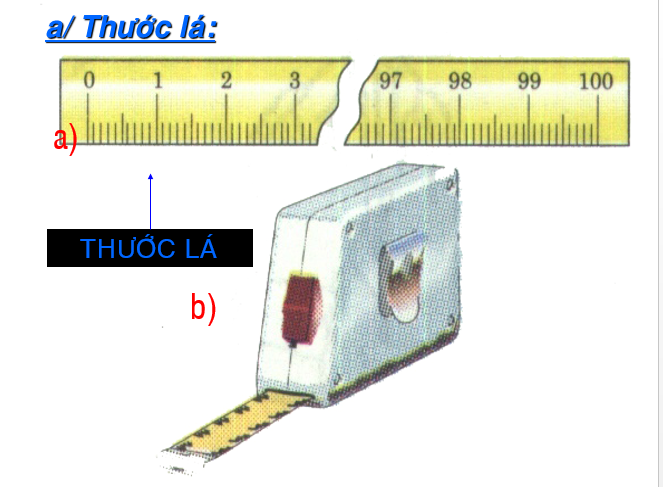 a/ Thước lá:
0 1 2 3 97 98 99 100
a)
THƯỚC LÁ
b)